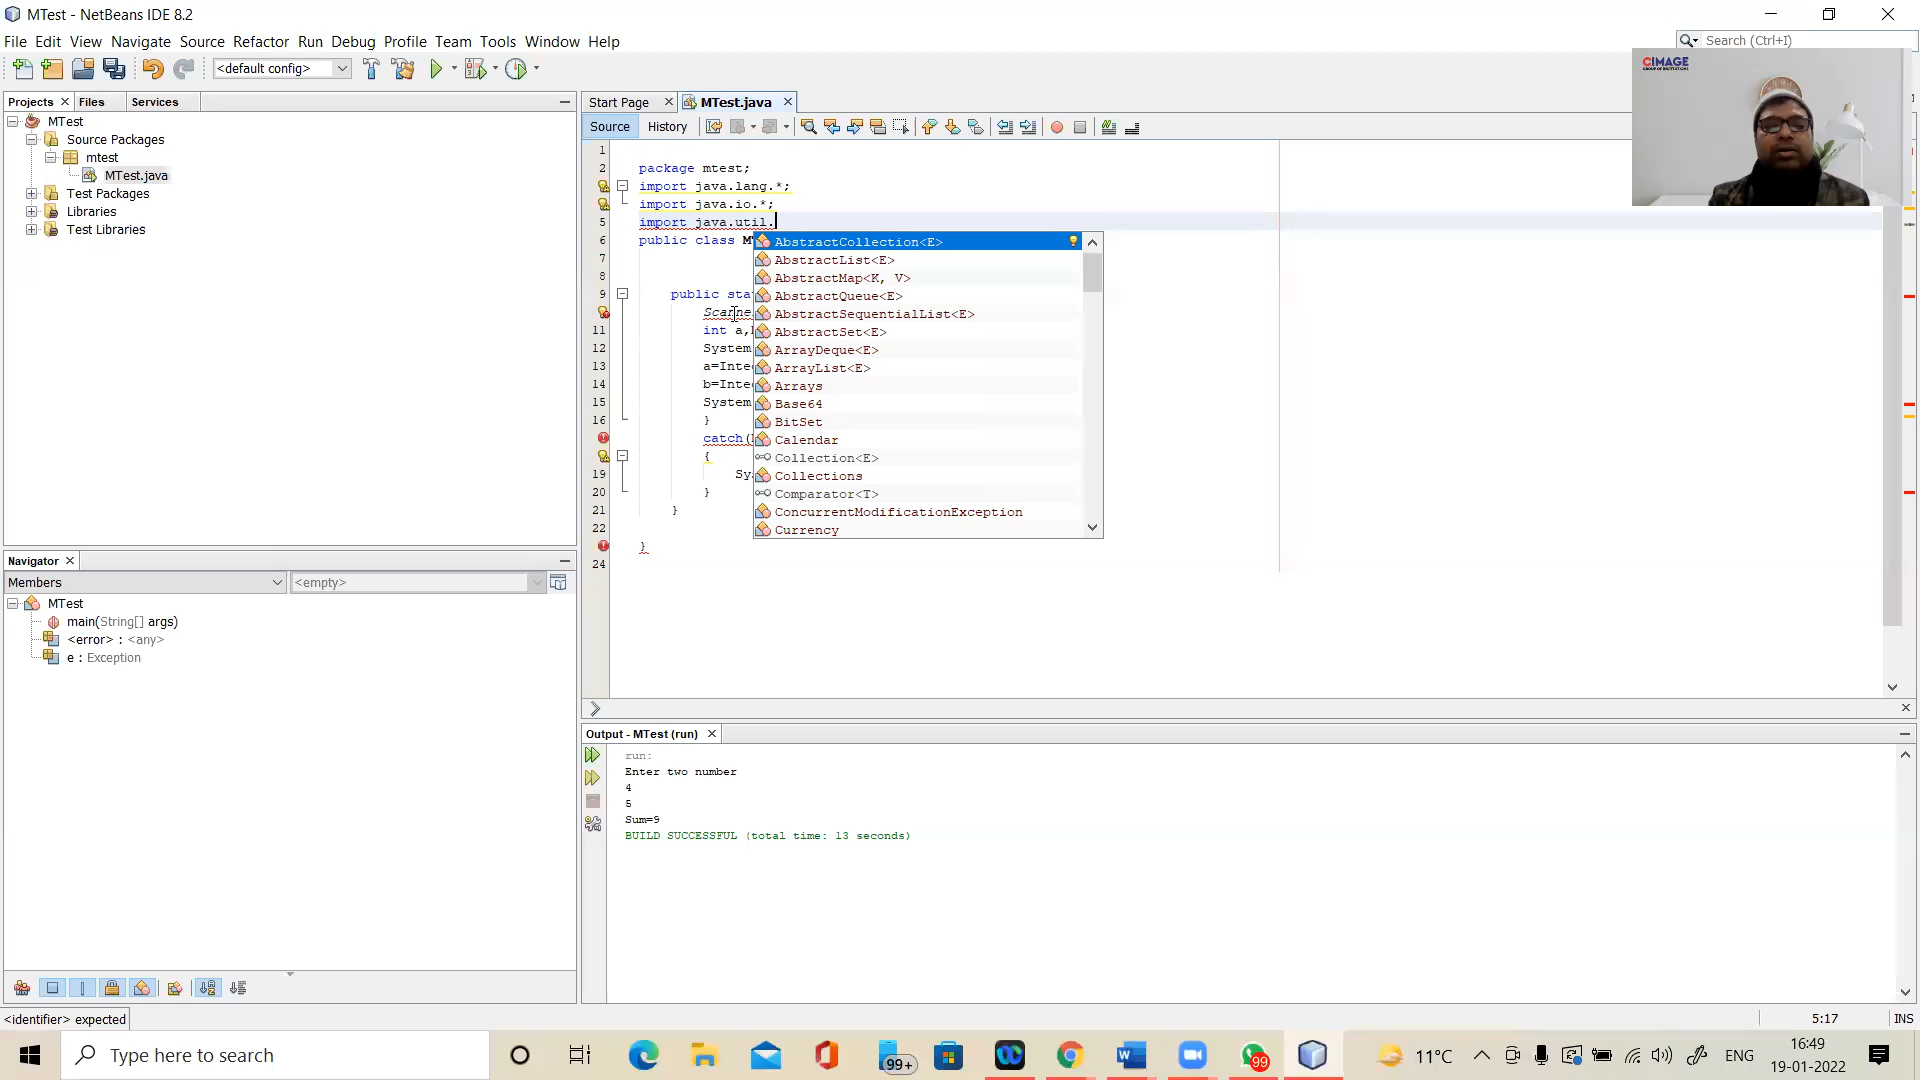 MTest - NetBeans IDE 8.2
File Edit View Navigate Source Refactor Run Debug Profile Team Tools Window Help
Search (Ctrl+I)
<default config>
CIMAGE
GROUP OF INSTITUTIONS
Projects Files Services
MTest
Source Packages
mtest
MTest.java
Test Packages
Libraries
Test Libraries
Start Page MTest.java
Source History
1
2 package mtest;
import java.lang.*;
import java.io.*;
5 import java.util.
6 public class
7
8
9 public sta
Scanne
11 int a,
12 System
13 a=Inte
14 b=Inte
15 System
16 }
catch(
{
19 Sy
20 }
21 }
22
}
24
AbstractCollection<E>
AbstractList<E>
AbstractMap<K, V>
AbstractQueue<E>
AbstractSequentialList<E>
AbstractSet<E>
ArrayDeque<E>
ArrayList<E>
Arrays
Base64
BitSet
Calendar
Collection<E>
Collections
Comparator<T>
ConcurrentModificationException
Currency
Navigator
Members <empty>
MTest
main(String[] args)
<error> : <any>
e : Exception
Output - MTest (run)
run:
Enter two number
4
5
Sum=9
BUILD SUCCESSFUL (total time: 13 seconds)
<identifier> expected
5:17 INS
Type here to search
99+
99
11°C
ENG
16:49
19-01-2022